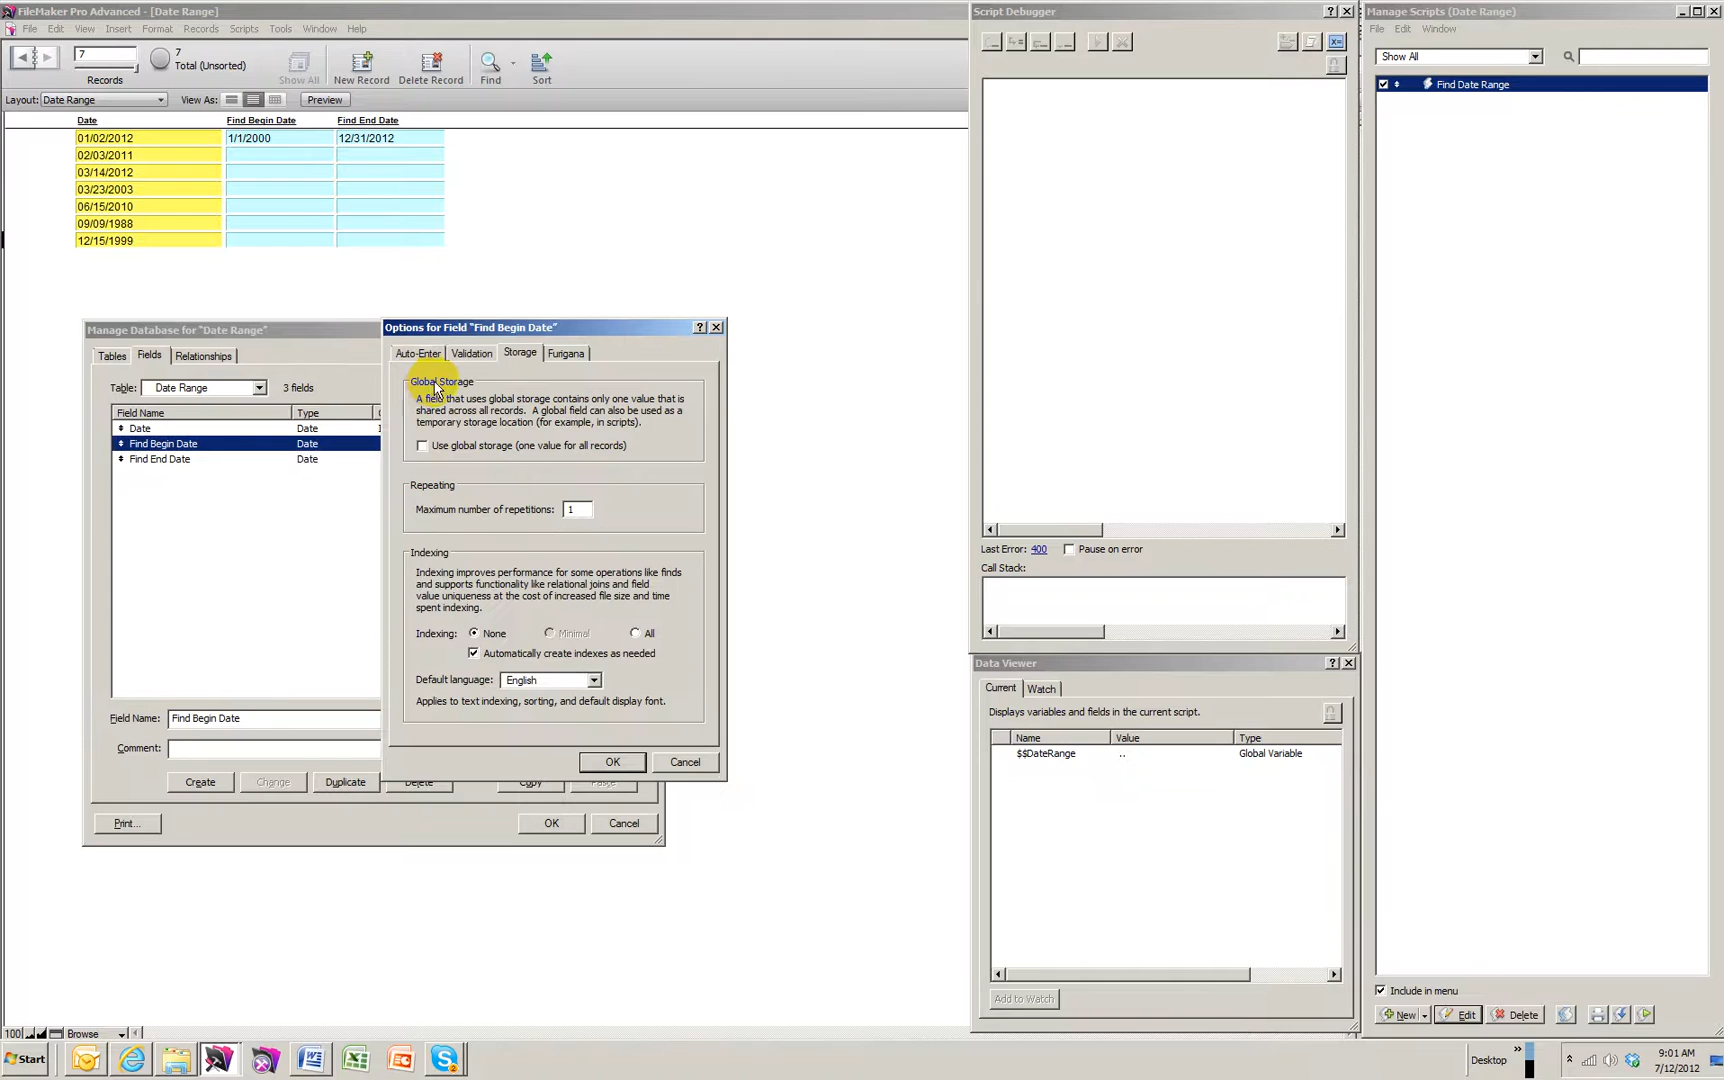 FileMaker Pro Advanced - [Date Range]
File Edit View Insert Format Records Scripts Tools Window Help
7
Records
7
Total (Unsorted)
Show All
New Record
Delete Record
Find
Sort
Layout: Date Range
View As:
Preview
Date Find Begin Date Find End Date
01/02/2012 1/1/2000 12/31/2012
02/03/2011
03/14/2012
03/23/2003
06/15/2010
09/09/1988
12/15/1999
Manage Database for "Date Range"
Tables Fields Relationships
Table: Date Range 3 fields
Field Name Type
Date Date
Find Begin Date Date
Find End Date Date
Field Name: Find Begin Date
Comment:
Create Change Duplicate Delete Copy Paste
Print... OK Cancel
Options for Field "Find Begin Date"
Auto-Enter Validation Storage Furigana
Global Storage
A field that uses global storage contains only one value that is
shared across all records. A global field can also be used as a
temporary storage location (for example, in scripts).
Use global storage (one value for all records)
Repeating
Maximum number of repetitions: 1
Indexing
Indexing improves performance for some operations like finds
and supports functionality like relational joins and field
value uniqueness at the cost of increased file size and time
spent indexing.
Indexing: None Minimal All
Automatically create indexes as needed
Default language: English
Applies to text indexing, sorting, and default display font.
OK Cancel
Script Debugger
Last Error: 400 Pause on error
Call Stack:
Data Viewer
Current Watch
Displays variables and fields in the current script.
Name Value Type
$$DateRange .. Global Variable
Add to Watch
Manage Scripts (Date Range)
File Edit Window
Show All
Find Date Range
Include in menu
New Edit Delete
100 Browse
Start
Desktop
9:01 AM
7/12/2012